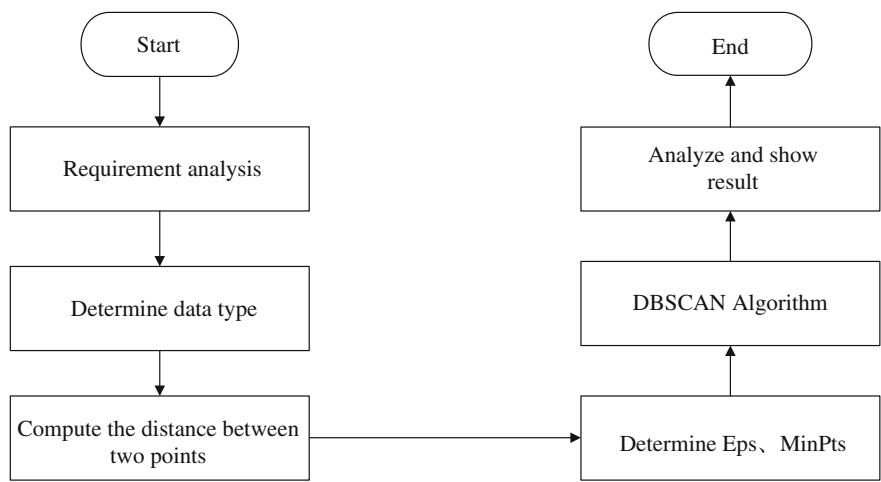 Start
Requirement analysis
Determine data type
Compute the distance between
two points
Determine Eps、MinPts
DBSCAN Algorithm
Analyze and show
result
End